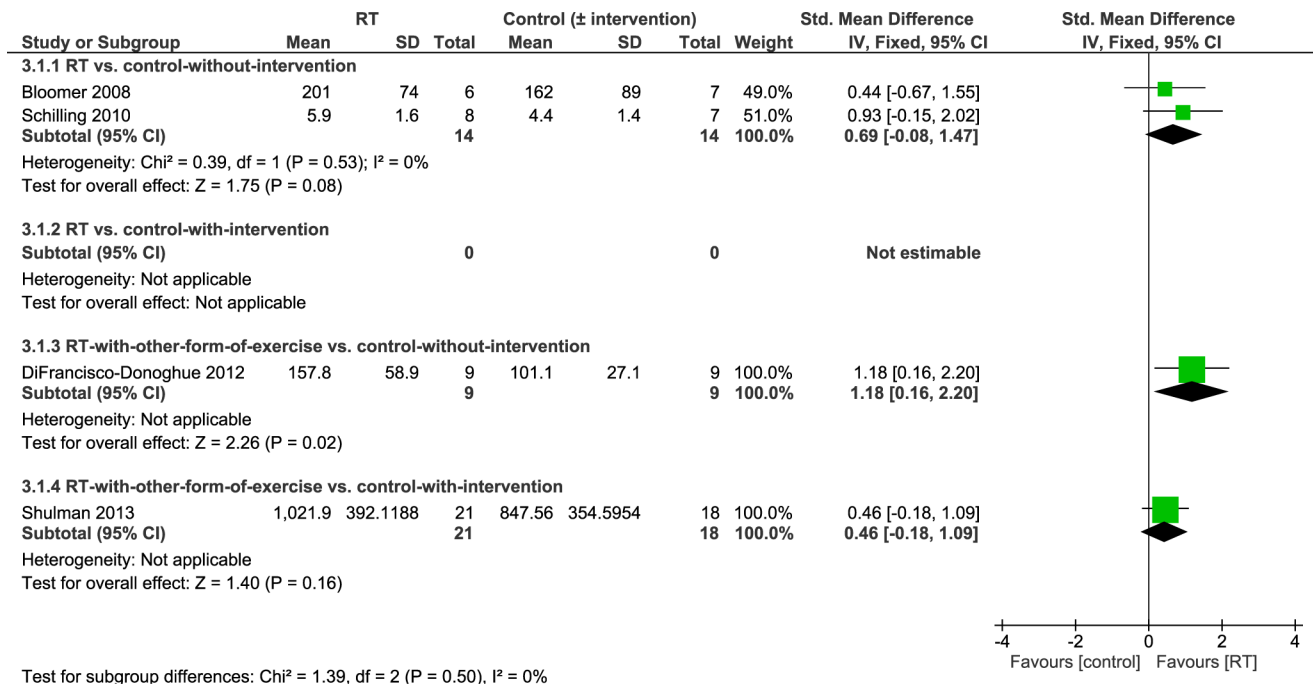 RT Control (± intervention) Std. Mean Difference Std. Mean Difference
Study or Subgroup Mean SD Total Mean SD Total Weight IV, Fixed, 95% CI IV, Fixed, 95% CI
3.1.1 RT vs. control-without-intervention
Bloomer 2008 201 74 6 162 89 7 49.0% 0.44 [-0.67, 1.55]
Schilling 2010 5.9 1.6 8 4.4 1.4 7 51.0% 0.93 [-0.15, 2.02]
Subtotal (95% CI) 14 14 100.0% 0.69 [-0.08, 1.47]
Heterogeneity: Chi² = 0.39, df = 1 (P = 0.53); I² = 0%
Test for overall effect: Z = 1.75 (P = 0.08)
3.1.2 RT vs. control-with-intervention
Subtotal (95% CI) 0 0 Not estimable
Heterogeneity: Not applicable
Test for overall effect: Not applicable
3.1.3 RT-with-other-form-of-exercise vs. control-without-intervention
DiFrancisco-Donoghue 2012 157.8 58.9 9 101.1 27.1 9 100.0% 1.18 [0.16, 2.20]
Subtotal (95% CI) 9 9 100.0% 1.18 [0.16, 2.20]
Heterogeneity: Not applicable
Test for overall effect: Z = 2.26 (P = 0.02)
3.1.4 RT-with-other-form-of-exercise vs. control-with-intervention
Shulman 2013 1,021.9 392.1188 21 847.56 354.5954 18 100.0% 0.46 [-0.18, 1.09]
Subtotal (95% CI) 21 18 100.0% 0.46 [-0.18, 1.09]
Heterogeneity: Not applicable
Test for overall effect: Z = 1.40 (P = 0.16)
-4 -2 0 2 4
Favours [control] Favours [RT]
Test for subgroup differences: Chi² = 1.39, df = 2 (P = 0.50), I² = 0%